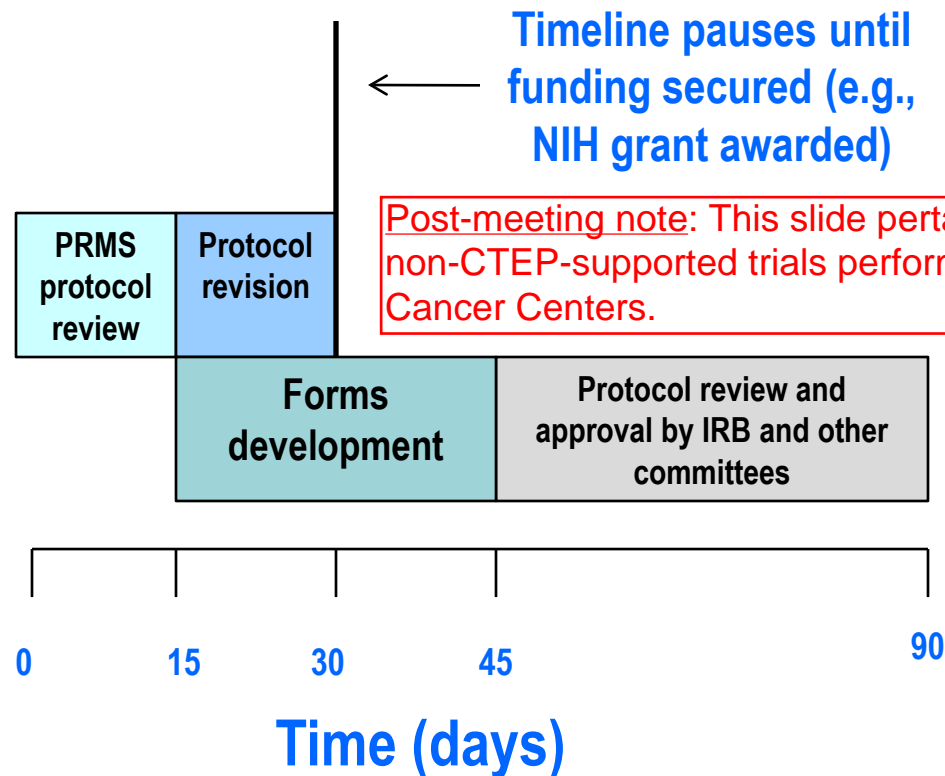 Timeline pauses until
funding secured (e.g.,
NIH grant awarded)
PRMS
protocol
review
Protocol
revision
Post-meeting note: This slide
non-CTEP-supported trials
Cancer Centers.
Forms
development
Protocol review and
approval by IRB and other
committees
0
15
30
45
90
Time (days)